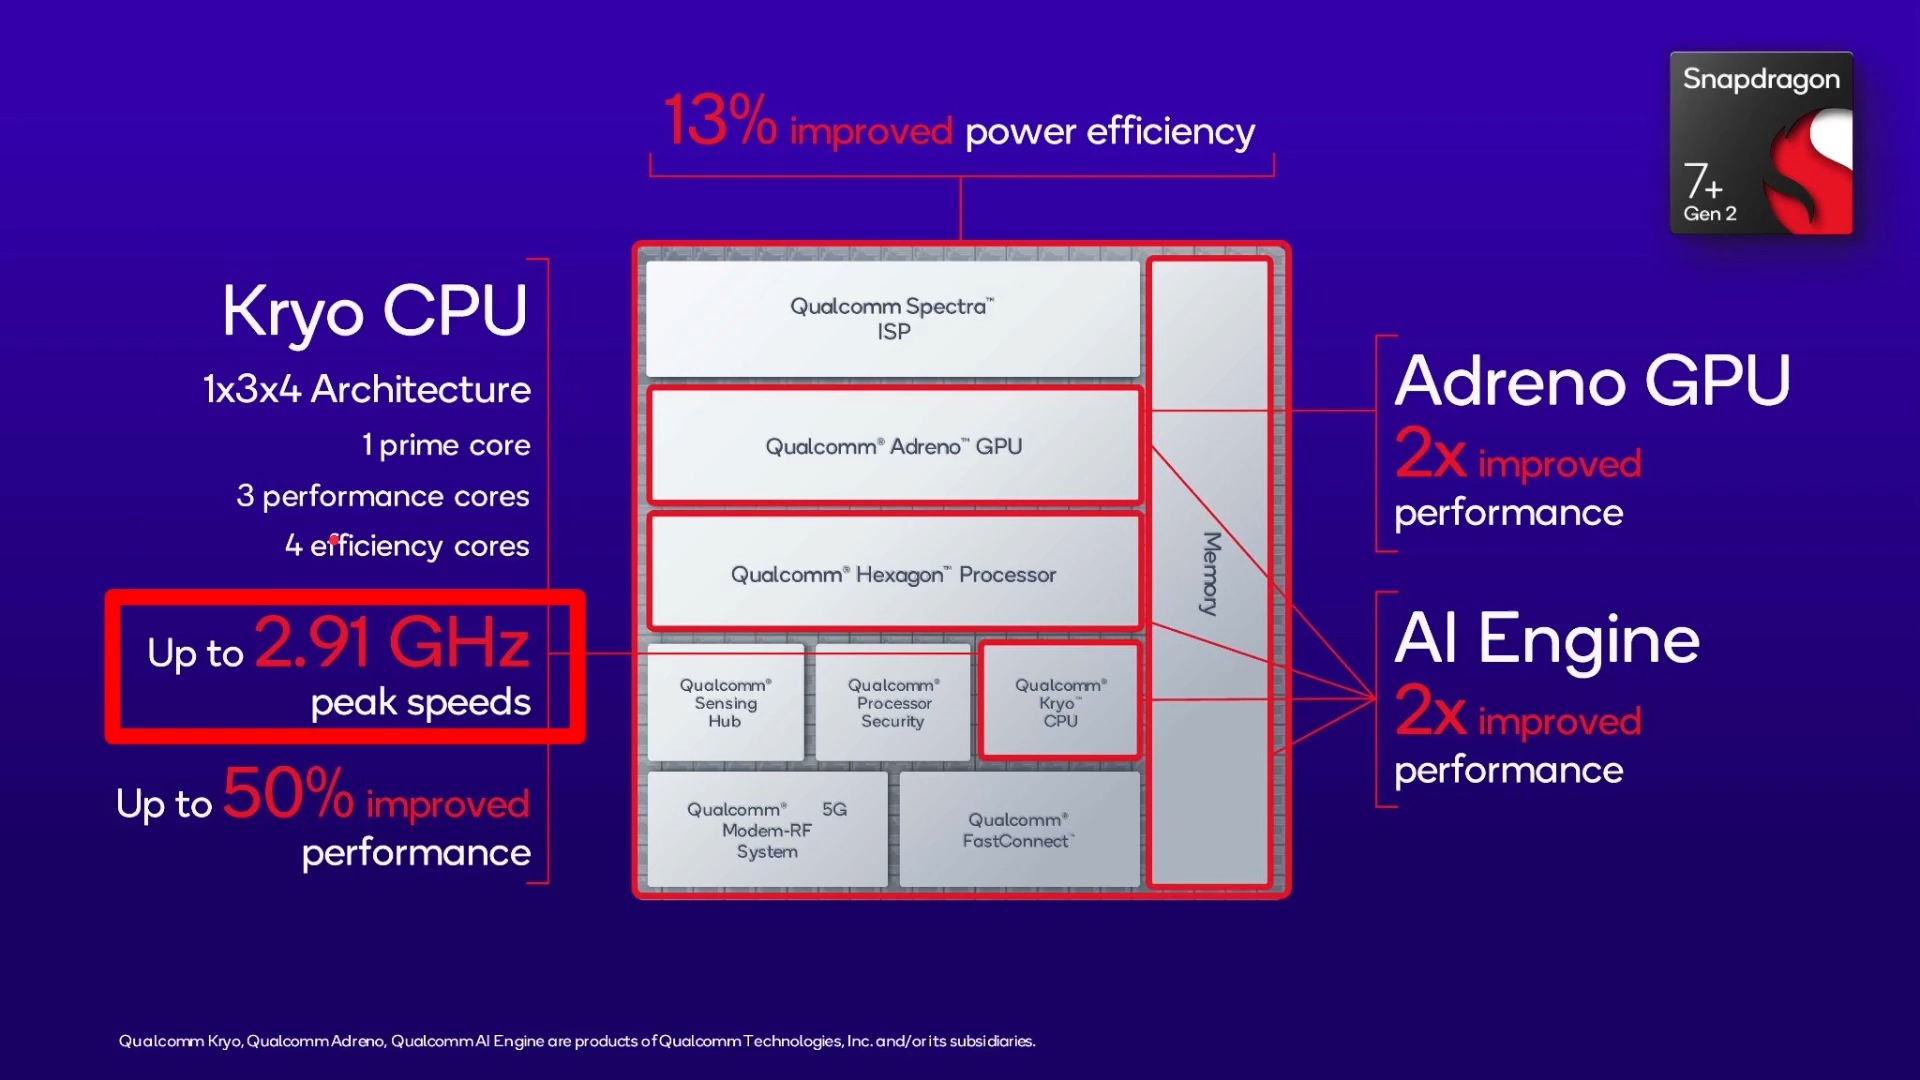 Snapdragon
7+
Gen 2
13% improved power efficiency
Kryo CPU
1x3x4 Architecture
1 prime core
3 performance cores
4 efficiency cores
Up to 2.91 GHz
peak speeds
Up to 50% improved
performance
Qualcomm Spectra™
ISP
Qualcomm® Adreno™ GPU
Qualcomm® Hexagon™ Processor
Qualcomm®
Sensing
Hub
Qualcomm®
Processor
Security
Qualcomm®
Kryo™
CPU
Qualcomm® 5G
Modem-RF
System
Qualcomm®
FastConnect™
Memory
Adreno GPU
2x improved
performance
AI Engine
2x improved
performance
Qualcomm Kryo, Qualcomm Adreno, Qualcomm AI Engine are products of Qualcomm Technologies, Inc. and/or its subsidiaries.